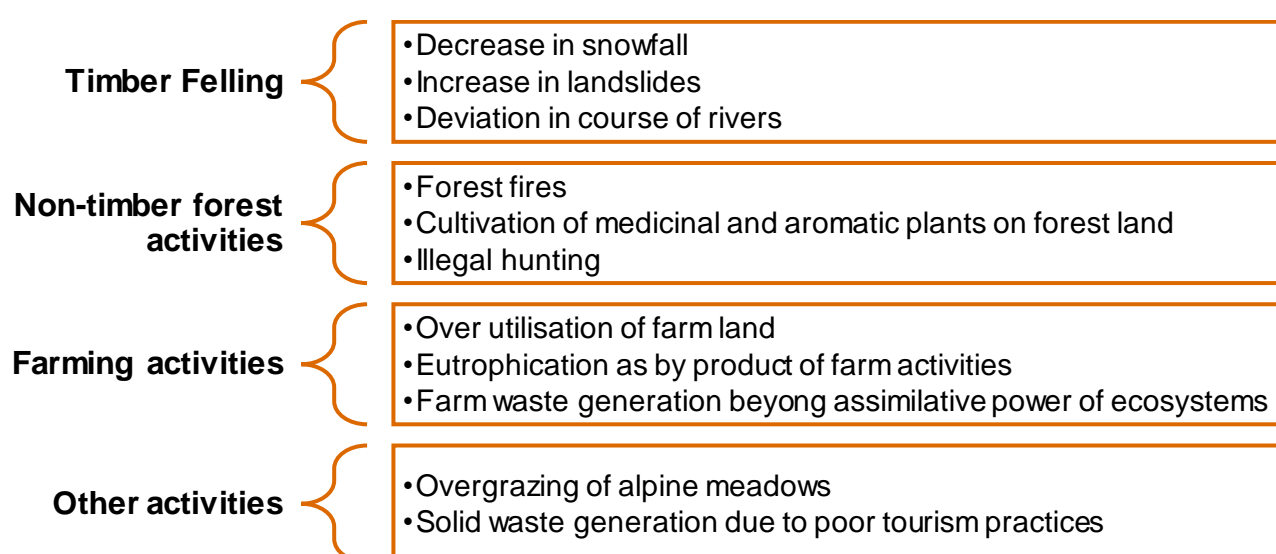 Timber Felling
•Decrease in snowfall
•Increase in landslides
•Deviation in course of rivers
Non-timber forest
activities
•Forest fires
•Cultivation of medicinal and aromatic plants on forest land
•Illegal hunting
Farming activities
•Over utilisation of farm land
•Eutrophication as by product of farm activities
•Farm waste generation beyong assimilative power of ecosystems
Other activities
•Overgrazing of alpine meadows
•Solid waste generation due to poor tourism practices